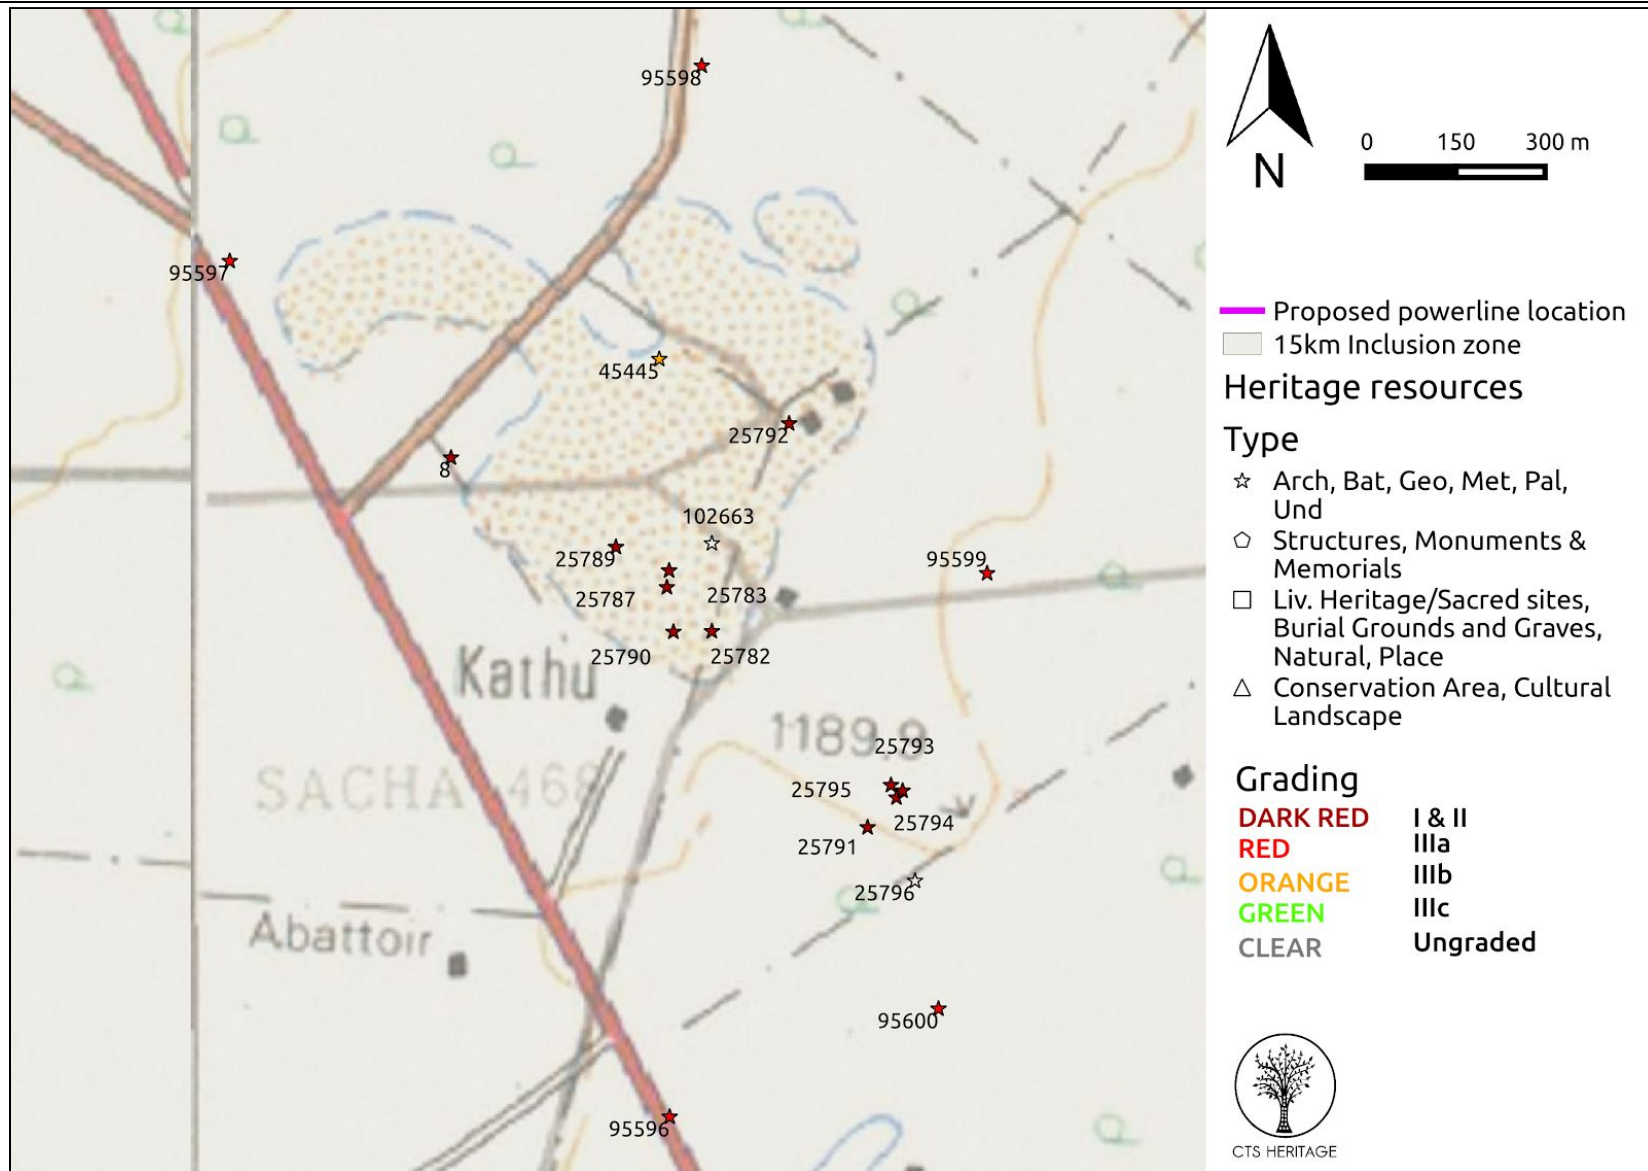 95598
95597
45445
25792
8
102663
25789
95599
25787
25783
25790
25782
Kathu
1189.9
25793
SACHA 468
25795
25794
25791
25796
Abattoir
95600
95596
N
0 150 300 m
Proposed powerline location
15km Inclusion zone
Heritage resources
Type
Arch, Bat, Geo, Met, Pal,
Und
Structures, Monuments &
Memorials
Liv. Heritage/Sacred sites,
Burial Grounds and Graves,
Natural, Place
Conservation Area, Cultural
Landscape
Grading
DARK RED I & II
RED IIIa
ORANGE IIIb
GREEN IIIc
CLEAR Ungraded
CTS HERITAGE